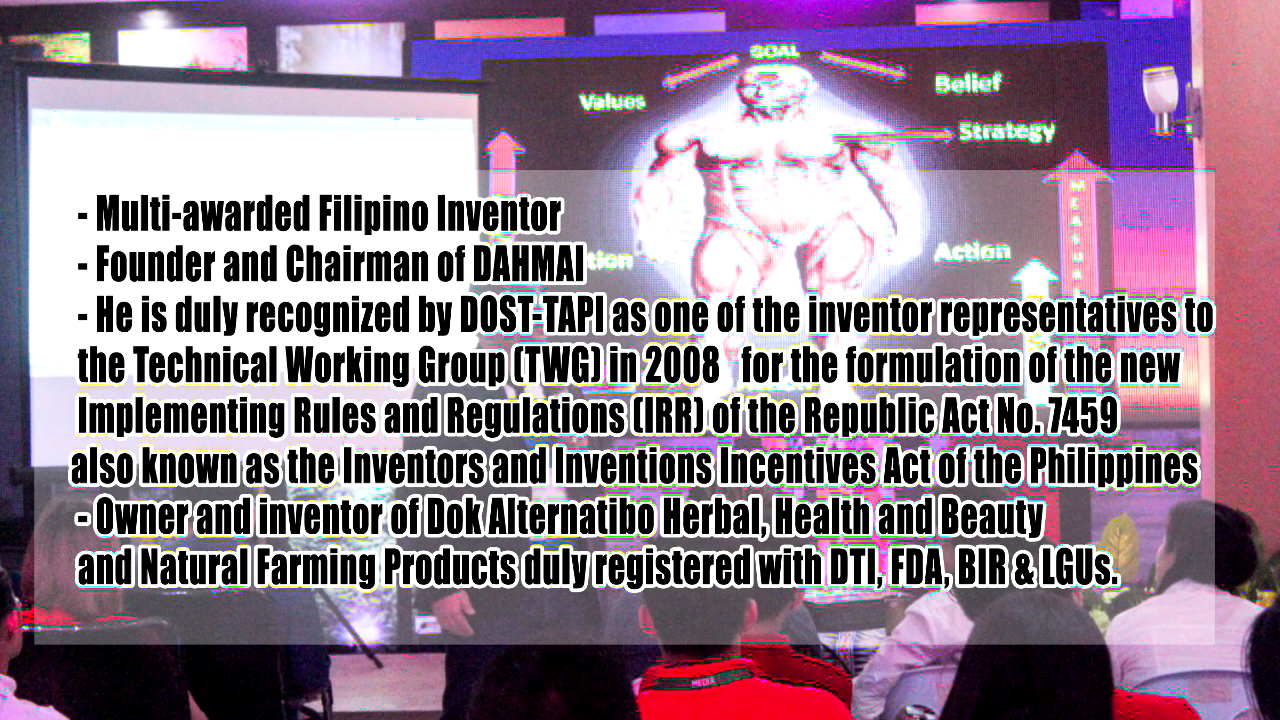 GOAL
Values
Belief
Strategy
Action
- Multi-awarded Filipino Inventor
- Founder and Chairman of DAHMAI
- He is duly recognized by DOST-TAPI as one of the inventor representatives to
the Technical Working Group (TWG) in 2008 for the formulation of the new
Implementing Rules and Regulations (IRR) of the Republic Act No. 7459
also known as the Inventors and Inventions Incentives Act of the Philippines
- Owner and inventor of Dok Alternatibo Herbal, Health and Beauty
and Natural Farming Products duly registered with DTI, FDA, BIR & LGUs.